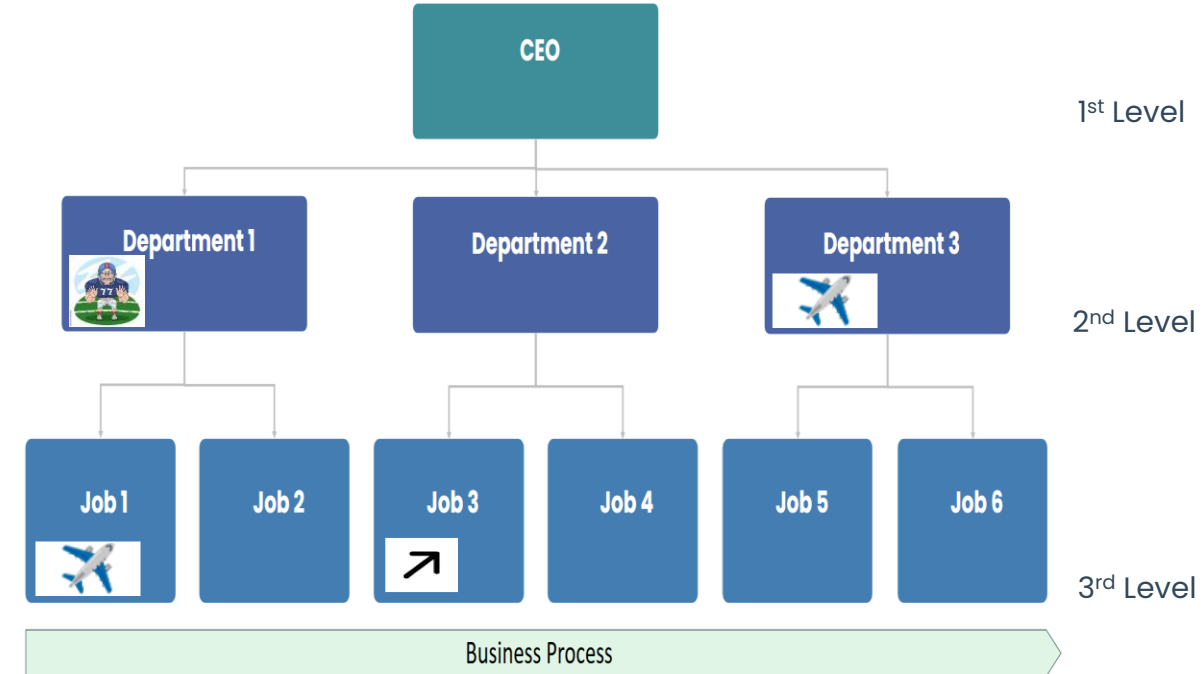 CEO
1st Level
Department 1
Department 2
Department 3
77
2nd Level
Job 1
Job 2
Job 3
Job 4
Job 5
Job 6
3rd Level
Business Process